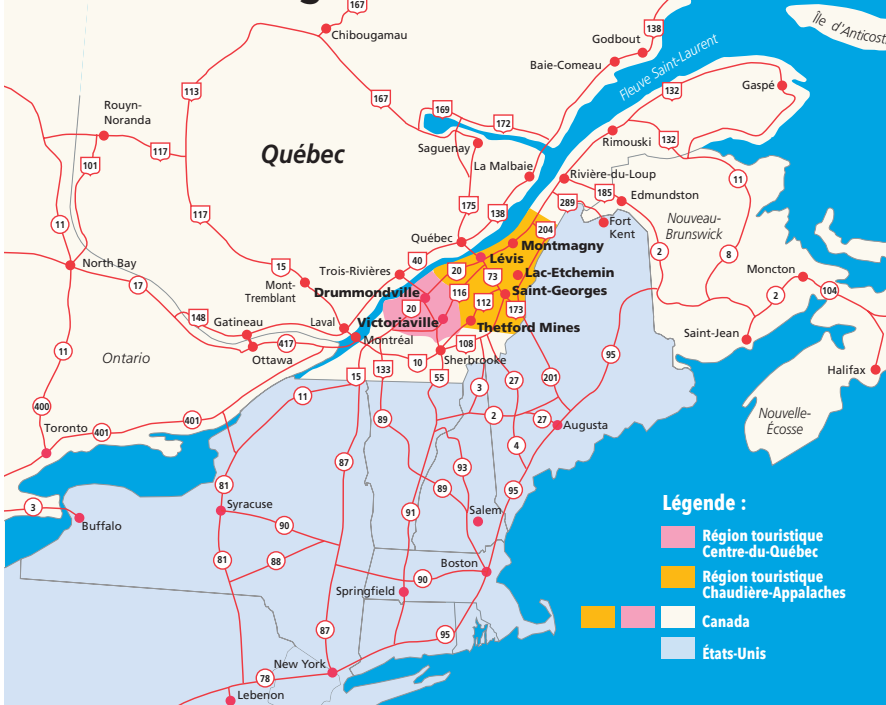 167
Chibougamau
138
Godbout
Île d'Anticost
Baie-Comeau
Fleuve Saint-Laurent
Gaspé
113
167
169
172
132
Rouyn-
Noranda
101
117
Québec
Saguenay
La Malbaie
Rimouski
132
11
Rivière-du-Loup
185
Edmundston
289
Fort
Kent
Nouveau-
Brunswick
117
175
138
204
11
Québec
Montmagny
Lévis
2
8
North Bay
17
15
Mont-
Tremblant
Trois-Rivières
40
20
73
Lac-Etchemin
Moncton
2
104
Drummondville
116
Saint-Georges
20
112
173
148
Gatineau
Laval
Victoriaville
Thetford Mines
Saint-Jean
417
Ottawa
Montréal
108
Sherbrooke
95
Ontario
11
10
15
133
55
3
27
201
Halifax
400
11
Toronto
401
401
89
2
27
Augusta
Nouvelle-
Écosse
4
87
93
81
89
95
3
Buffalo
Syracuse
91
Salem
90
81
88
Boston
90
Springfield
87
95
New York
78
Lebenon
Légende :
Région touristique
Centre-du-Québec
Région touristique
Chaudière-Appalaches
Canada
États-Unis